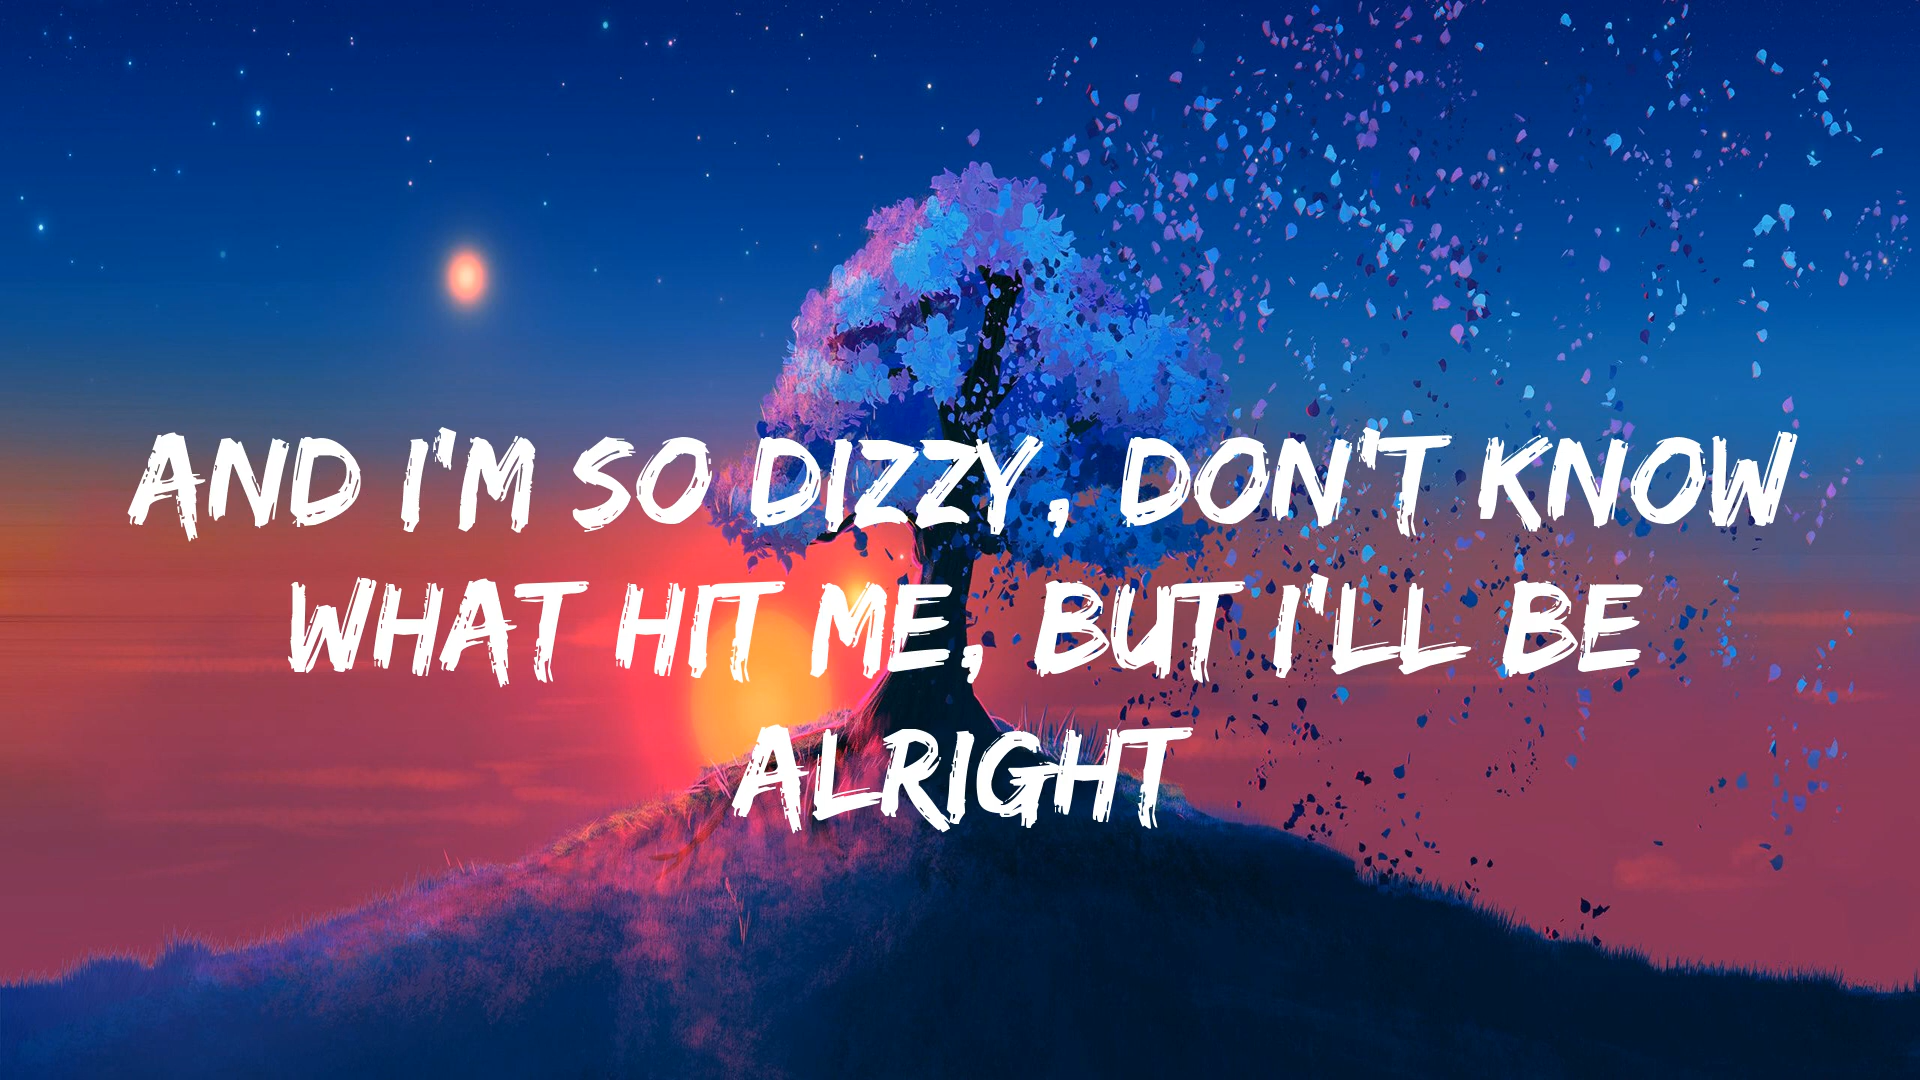 AND I'M SO DIZZY, DON'T KNOW
WHAT HIT ME, BUT I'LL BE
ALRIGHT